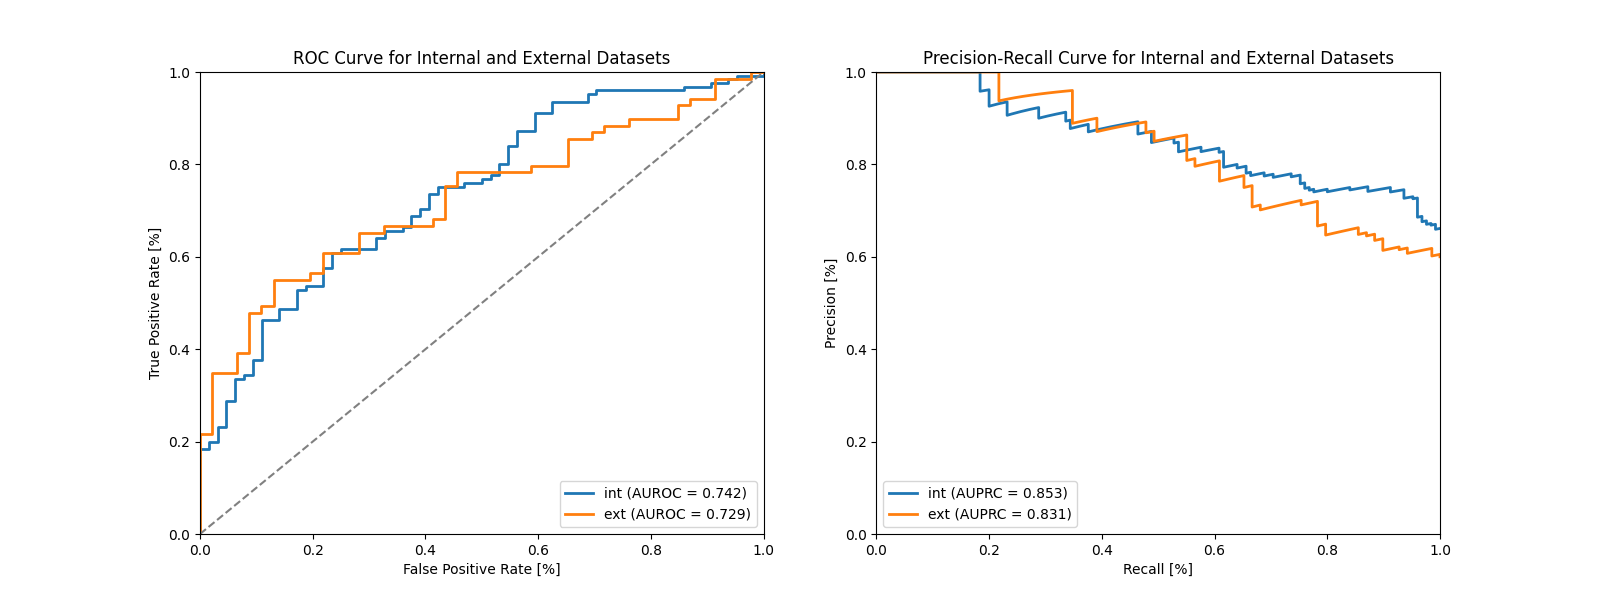 ROC Curve for Internal and External Datasets
1.0
0.8
0.6
0.4
0.2
0.0
True Positive Rate [%]
int (AUROC = 0.742)
ext (AUROC = 0.729)
0.0 0.2 0.4 0.6 0.8 1.0
False Positive Rate [%]
Precision-Recall Curve for Internal and External Datasets
1.0
0.8
0.6
0.4
0.2
0.0
Precision [%]
int (AUPRC = 0.853)
ext (AUPRC = 0.831)
0.0 0.2 0.4 0.6 0.8 1.0
Recall [%]